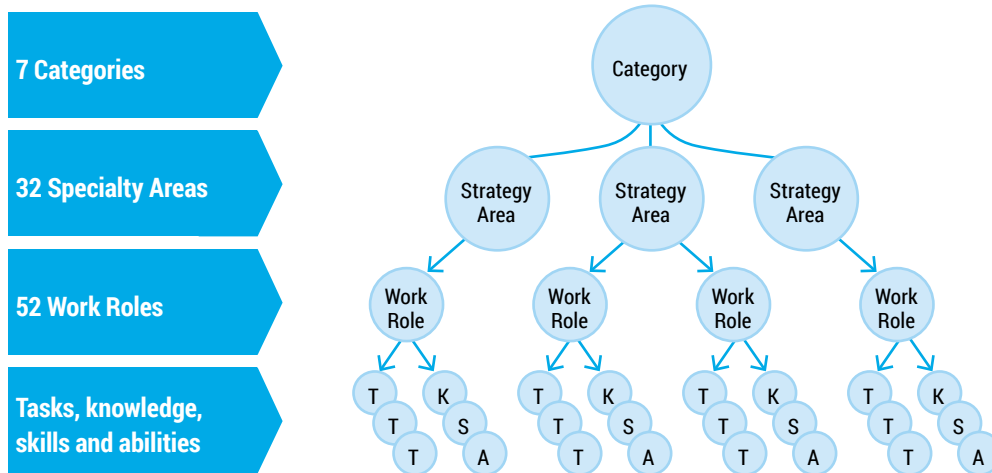 7 Categories
Category
32 Specialty Areas
Strategy
Area
Strategy
Area
Strategy
Area
52 Work Roles
Work
Role
Work
Role
Work
Role
Work
Role
Tasks, knowledge,
skills and abilities
T K T K T K T K
T S T S T S T S
T A T A T A T A